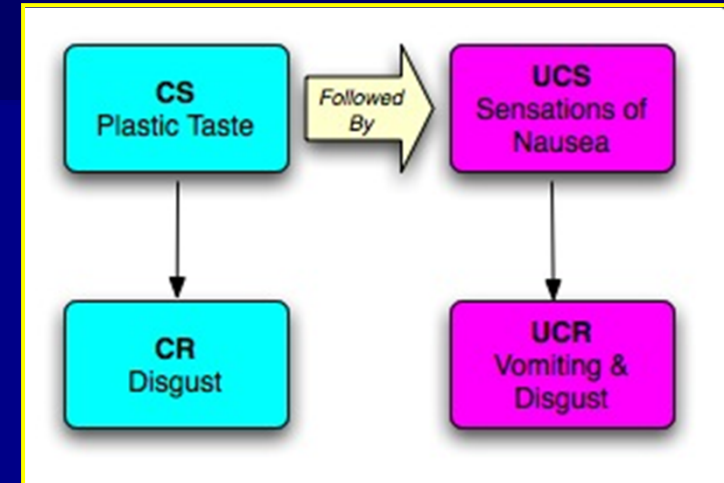 CS
Plastic Taste
Followed
By
UCS
Sensations of
Nausea
CR
Disgust
UCR
Vomiting &
Disgust